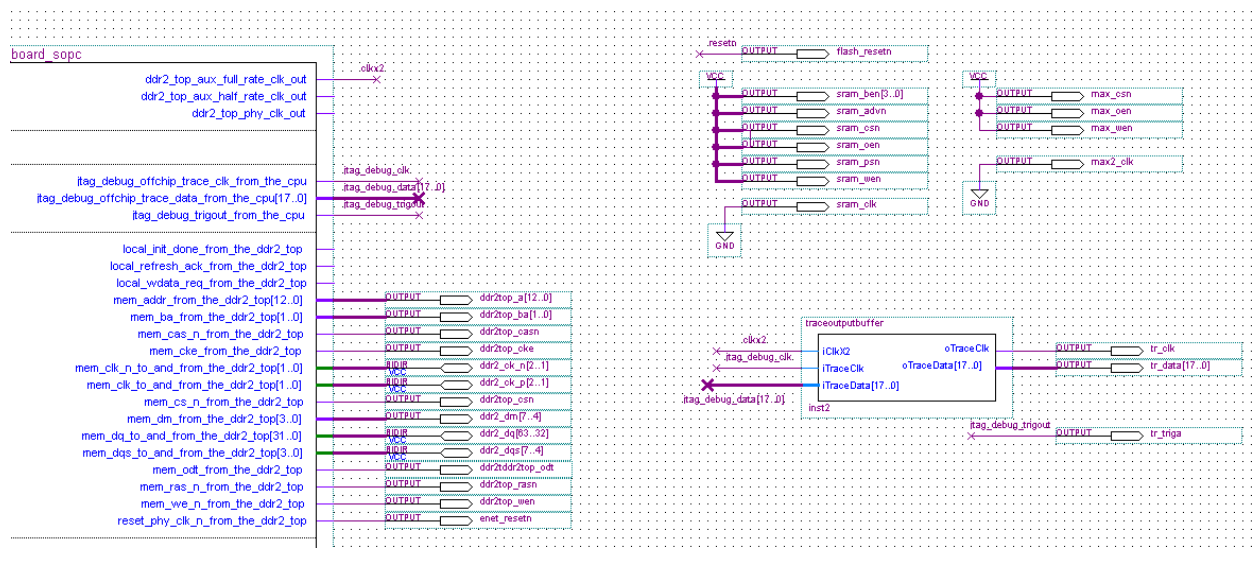 board_sopc
ddr2_top_aux_full_rate_clk_out
clkx2
ddr2_top_aux_half_rate_clk_out
ddr2_top_phy_clk_out
jtag_debug_offchip_trace_clk_from_the_cpu
jtag_debug_clk
jtag_debug_offchip_trace_data_from_the_cpu[17..0]
jtag_debug_data[17..0]
jtag_debug_trigout_from_the_cpu
jtag_debug_trigout
local_init_done_from_the_ddr2_top
local_refresh_ack_from_the_ddr2_top
local_wdata_req_from_the_ddr2_top
mem_addr_from_the_ddr2_top[12..0] OUTPUT ddr2top_a[12..0]
mem_ba_from_the_ddr2_top[1..0] OUTPUT ddr2top_ba[1..0]
mem_cas_n_from_the_ddr2_top OUTPUT ddr2top_casn
mem_cke_from_the_ddr2_top OUTPUT ddr2top_cke
mem_clk_n_to_and_from_the_ddr2_top[1..0] BIDIR VCC ddr2_ck_n[2..1]
mem_clk_to_and_from_the_ddr2_top[1..0] BIDIR VCC ddr2_ck_p[2..1]
mem_cs_n_from_the_ddr2_top OUTPUT ddr2top_csn
mem_dm_from_the_ddr2_top[3..0] OUTPUT ddr2_dm[7..4]
mem_dq_to_and_from_the_ddr2_top[31..0] BIDIR VCC ddr2_dq[63..32]
mem_dqs_to_and_from_the_ddr2_top[3..0] BIDIR VCC ddr2_dqs[7..4]
mem_odt_from_the_ddr2_top OUTPUT ddr2tddr2top_odt
mem_ras_n_from_the_ddr2_top OUTPUT ddr2top_rasn
mem_we_n_from_the_ddr2_top OUTPUT ddr2top_wen
reset_phy_clk_n_from_the_ddr2_top OUTPUT enet_resetn
resetn
OUTPUT flash_resetn
VCC
OUTPUT sram_ben[3..0]
OUTPUT sram_advn
OUTPUT sram_csn
OUTPUT sram_oen
OUTPUT sram_psn
OUTPUT sram_wen
OUTPUT sram_clk
GND
VCC
OUTPUT max_csn
OUTPUT max_oen
OUTPUT max_wen
OUTPUT max2_clk
GND
traceoutputbuffer
clkx2
iClkX2
oTraceClk
OUTPUT tr_clk
jtag_debug_clk
iTraceClk
oTraceData[17..0]
OUTPUT tr_data[17..0]
iTraceData[17..0]
jtag_debug_data[17..0]
inst2
jtag_debug_trigout
OUTPUT tr_triga